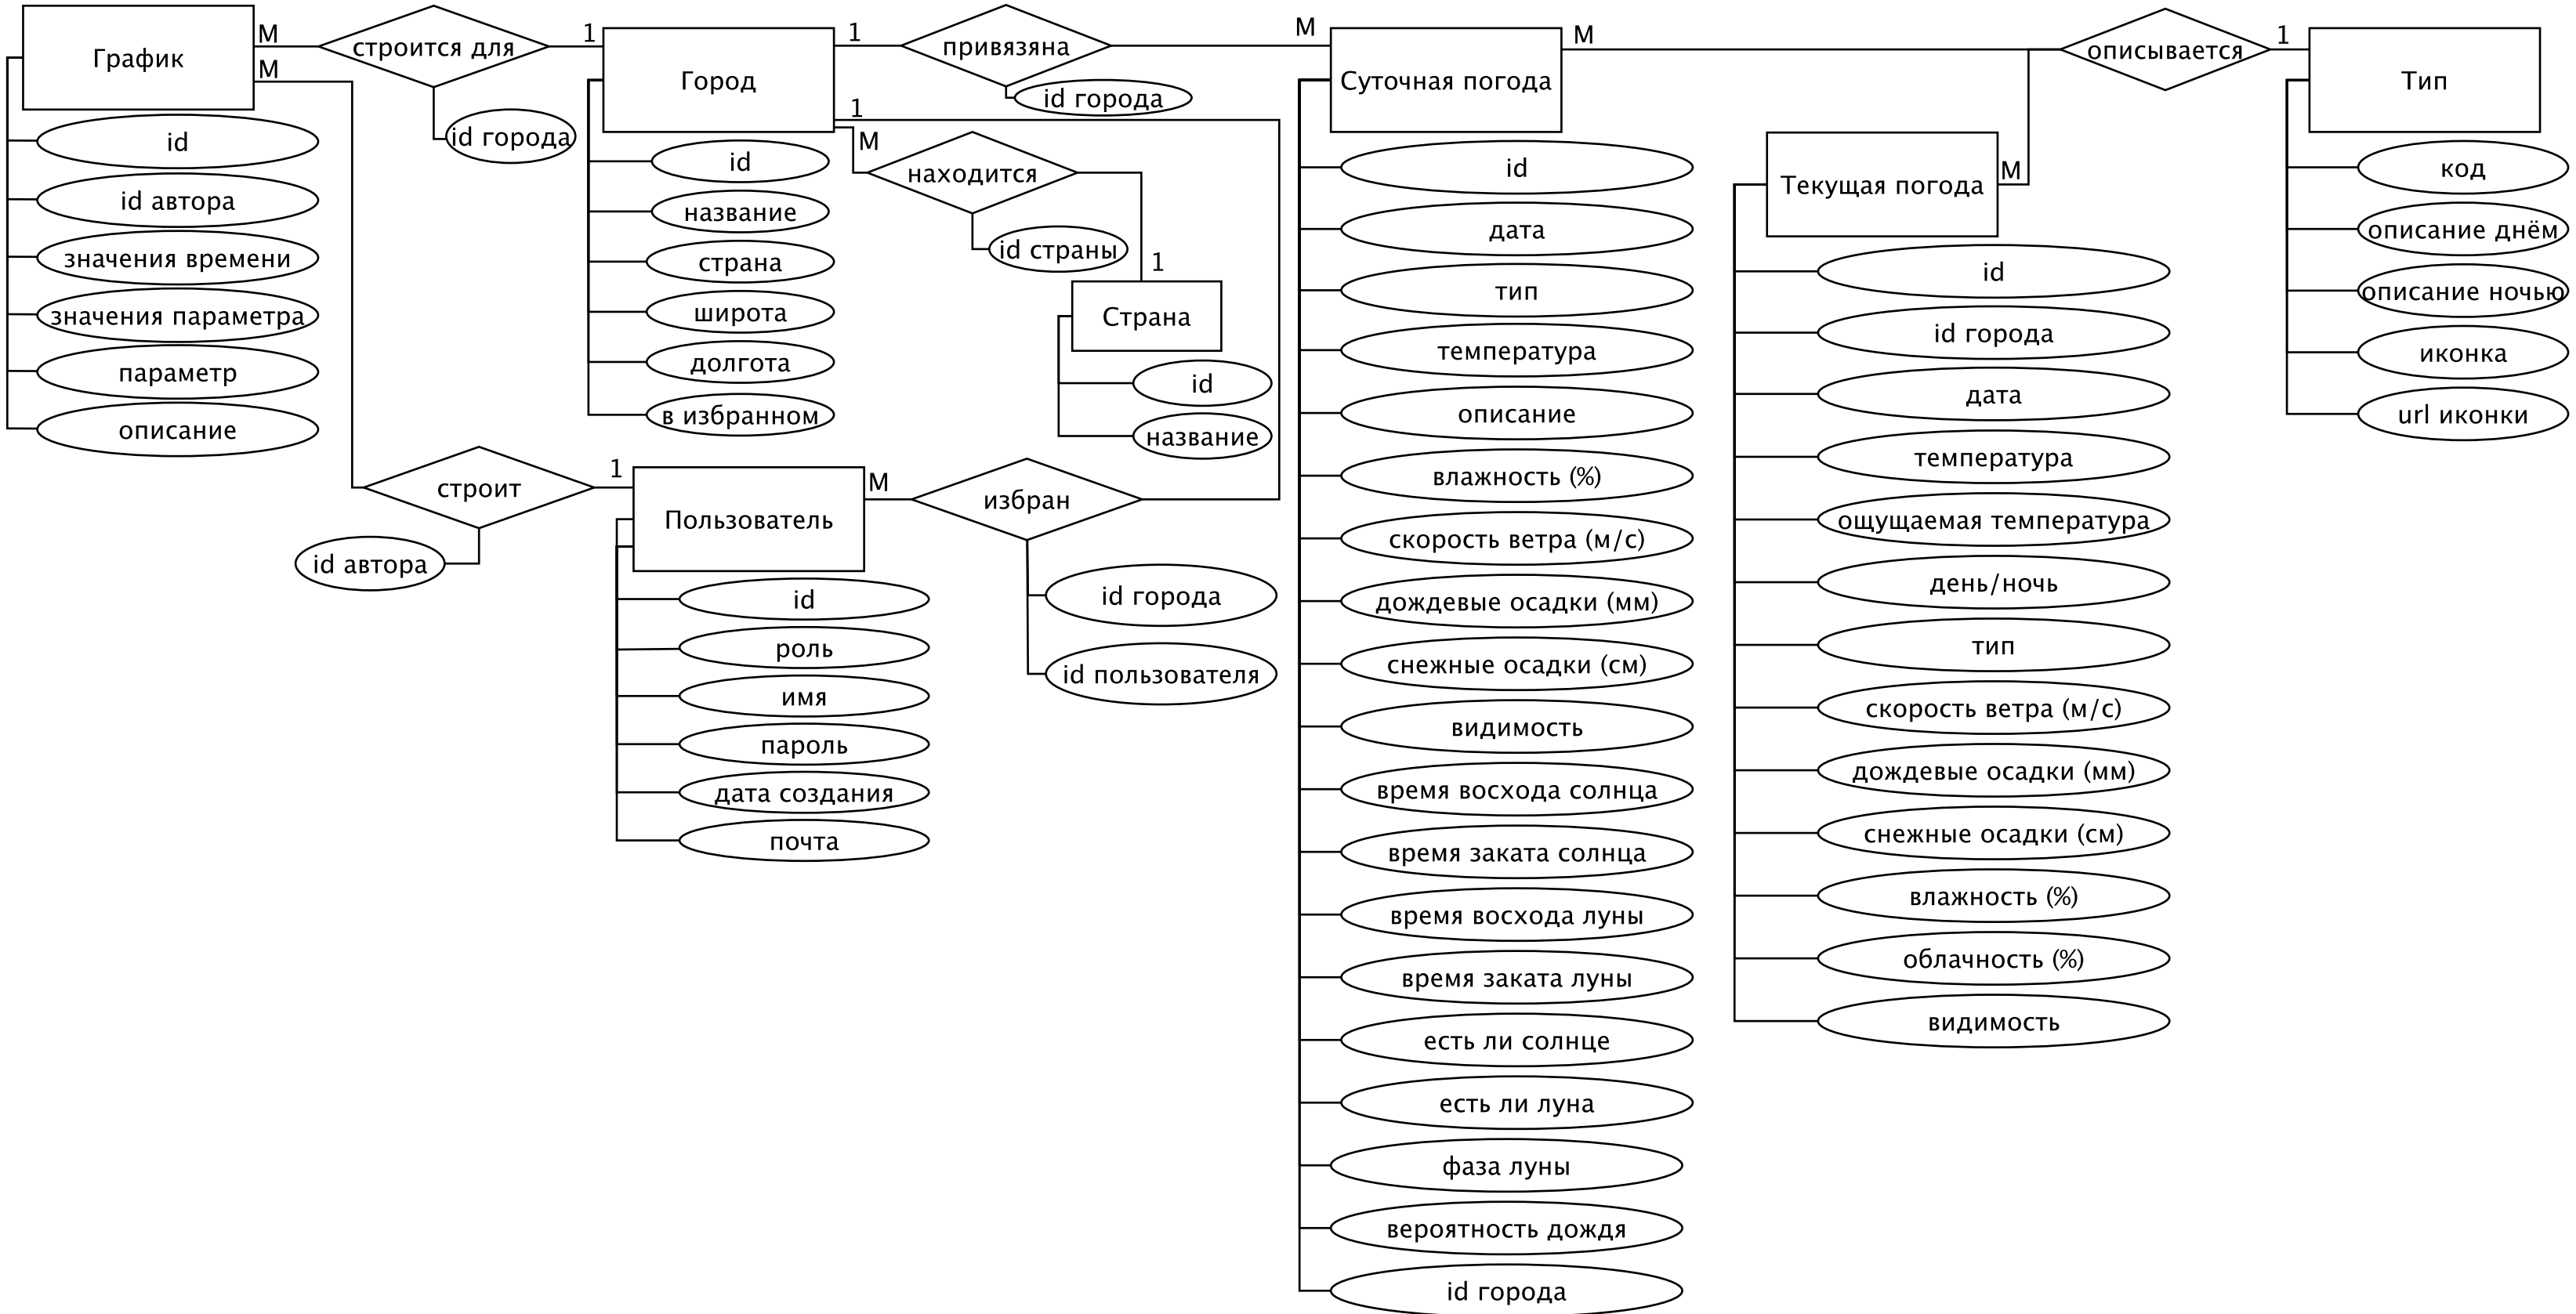 График
M
M
id
id автора
значения времени
значения параметра
параметр
описание
строится для
id города
1
Город
1
1
M
id
название
страна
широта
долгота
в избранном
привязяна
id города
M
находится
id страны
1
Страна
id
название
строит
id автора
1
Пользователь
M
id
роль
имя
пароль
дата создания
почта
избран
id города
id пользователя
Суточная погода
M
id
дата
тип
температура
описание
влажность (%)
скорость ветра (м/с)
дождевые осадки (мм)
снежные осадки (см)
видимость
время восхода солнца
время заката солнца
время восхода луны
время заката луны
есть ли солнце
есть ли луна
фаза луны
вероятность дождя
id города
Текущая погода
M
id
id города
дата
температура
ощущаемая температура
день/ночь
тип
скорость ветра (м/с)
дождевые осадки (мм)
снежные осадки (см)
влажность (%)
облачность (%)
видимость
описывается
1
Тип
код
описание днём
описание ночью
иконка
url иконки